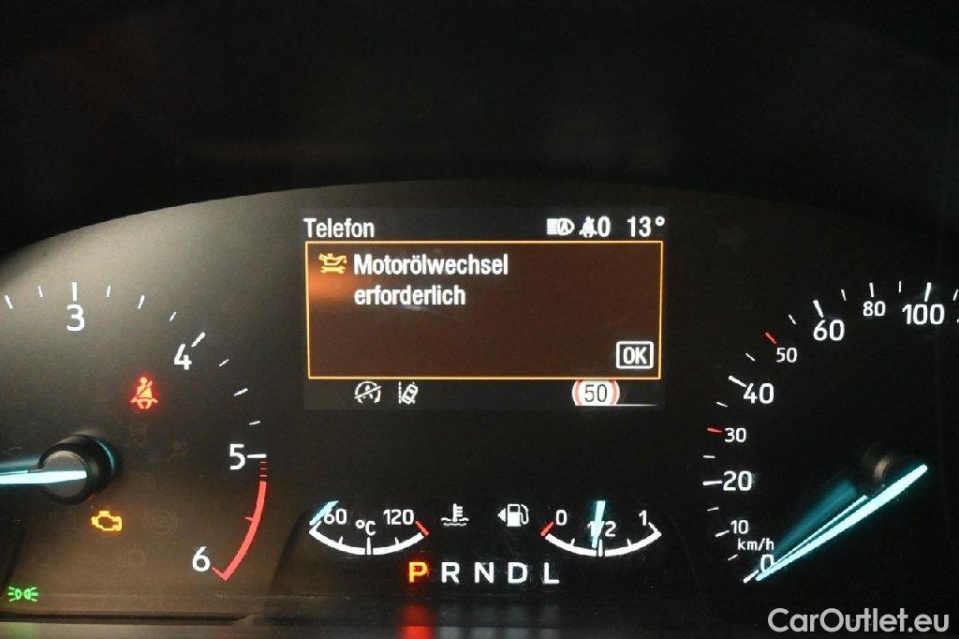 Telefon 0 13°
Motorölwechsel
erforderlich
OK
50
3
4
5
6
60 °C 120
0 1/2 1
P R N D L
0
10
20
30
40
50
60
80
100
km/h
CarOutlet.eu